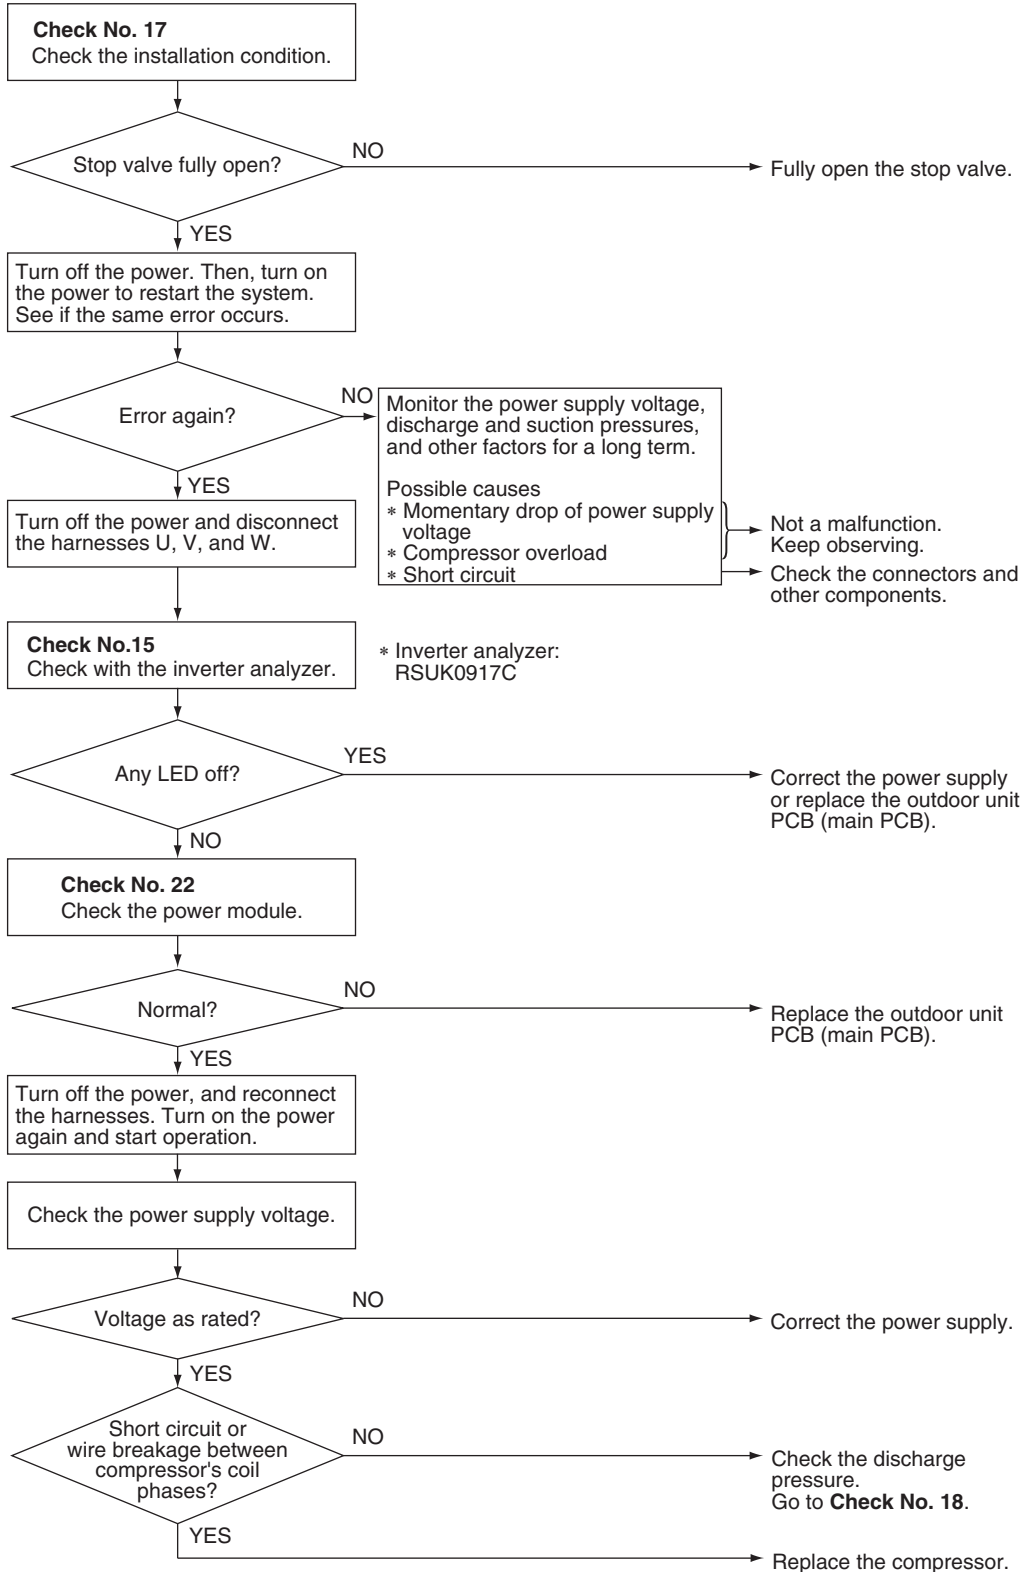 Check No. 17
Check the installation condition.
Stop valve fully open?
NO
Fully open the stop valve.
YES
Turn off the power. Then, turn on
the power to restart the system.
See if the same error occurs.
Error again?
NO
Monitor the power supply voltage,
discharge and suction pressures,
and other factors for a long term.
Possible causes
* Momentary drop of power supply
voltage
* Compressor overload
* Short circuit
Not a malfunction.
Keep observing.
Check the connectors and
other components.
YES
Turn off the power and disconnect
the harnesses U, V, and W.
Check No.15
Check with the inverter analyzer.
* Inverter analyzer:
RSUK0917C
Any LED off?
YES
Correct the power supply
or replace the outdoor unit
PCB (main PCB).
NO
Check No. 22
Check the power module.
Normal?
NO
Replace the outdoor unit
PCB (main PCB).
YES
Turn off the power, and reconnect
the harnesses. Turn on the power
again and start operation.
Check the power supply voltage.
Voltage as rated?
NO
Correct the power supply.
YES
Short circuit or
wire breakage between
compressor's coil
phases?
NO
Check the discharge
pressure.
Go to Check No. 18.
YES
Replace the compressor.